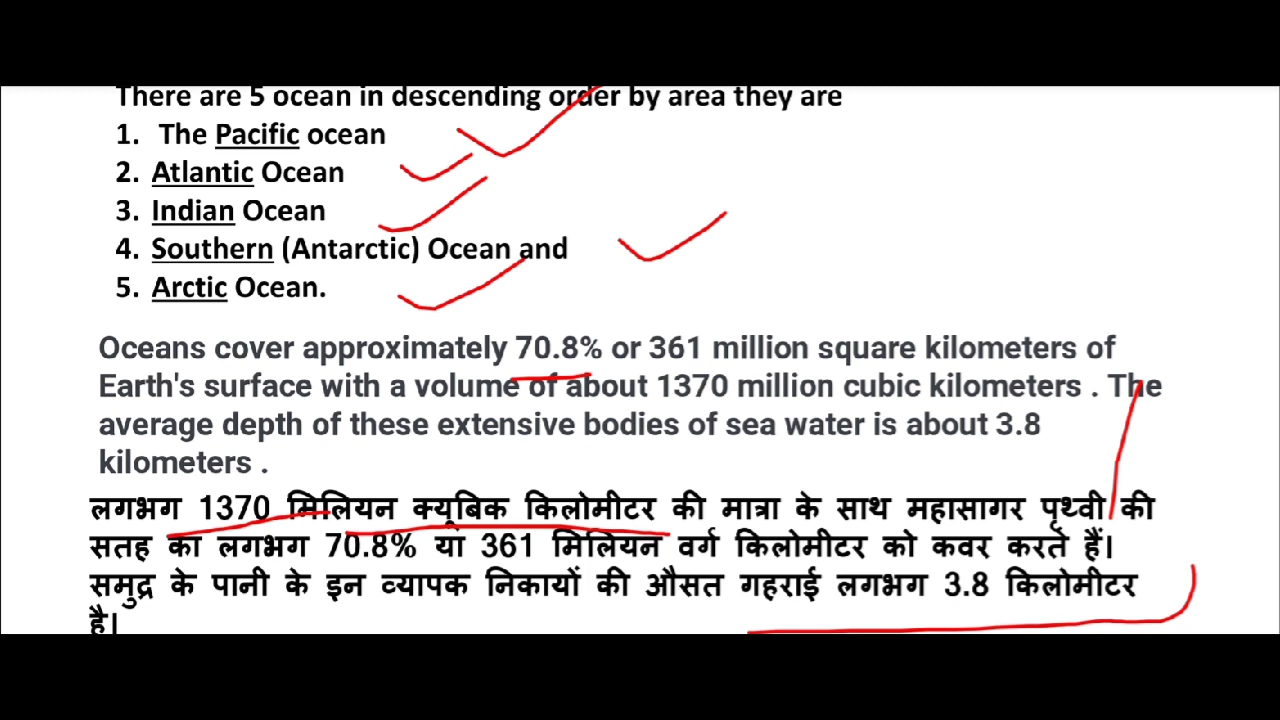 There are 5 ocean in descending order by area they are
1. The Pacific ocean
2. Atlantic Ocean
3. Indian Ocean
4. Southern (Antarctic) Ocean and
5. Arctic Ocean.
Oceans cover approximately 70.8% or 361 million square kilometers of
Earth's surface with a volume of about 1370 million cubic kilometers . The
average depth of these extensive bodies of sea water is about 3.8
kilometers .
लगभग 1370 मिलियन क्यूबिक किलोमीटर की मात्रा के साथ महासागर पृथ्वी की
सतह का लगभग 70.8% या 361 मिलियन वर्ग किलोमीटर को कवर करते हैं।
समुद्र के पानी के इन व्यापक निकायों की औसत गहराई लगभग 3.8 किलोमीटर
है।